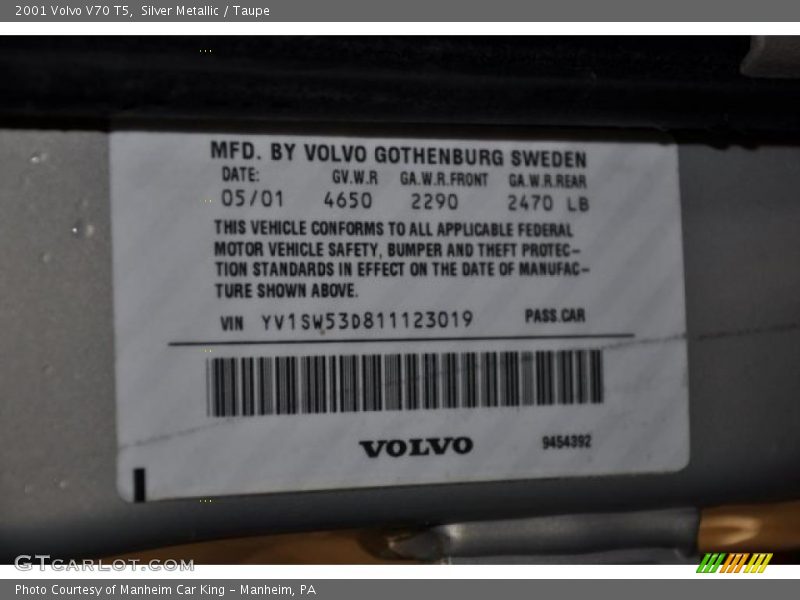 2001 Volvo V70 T5,  Silver Metallic / Taupe
MFD. BY VOLVO GOTHENBURG SWEDEN
DATE: GV.W.R GA.W.R.FRONT GA.W.R.REAR
05/01 4650 2290 2470 LB
THIS VEHICLE CONFORMS TO ALL APPLICABLE FEDERAL
MOTOR VEHICLE SAFETY, BUMPER AND THEFT PROTEC-
TION STANDARDS IN EFFECT ON THE DATE OF MANUFAC-
TURE SHOWN ABOVE.
VIN YV1SW53D811123019 PASS.CAR
VOLVO 9454392
GTCarLot.com
Photo Courtesy of Manheim Car King - Manheim, PA